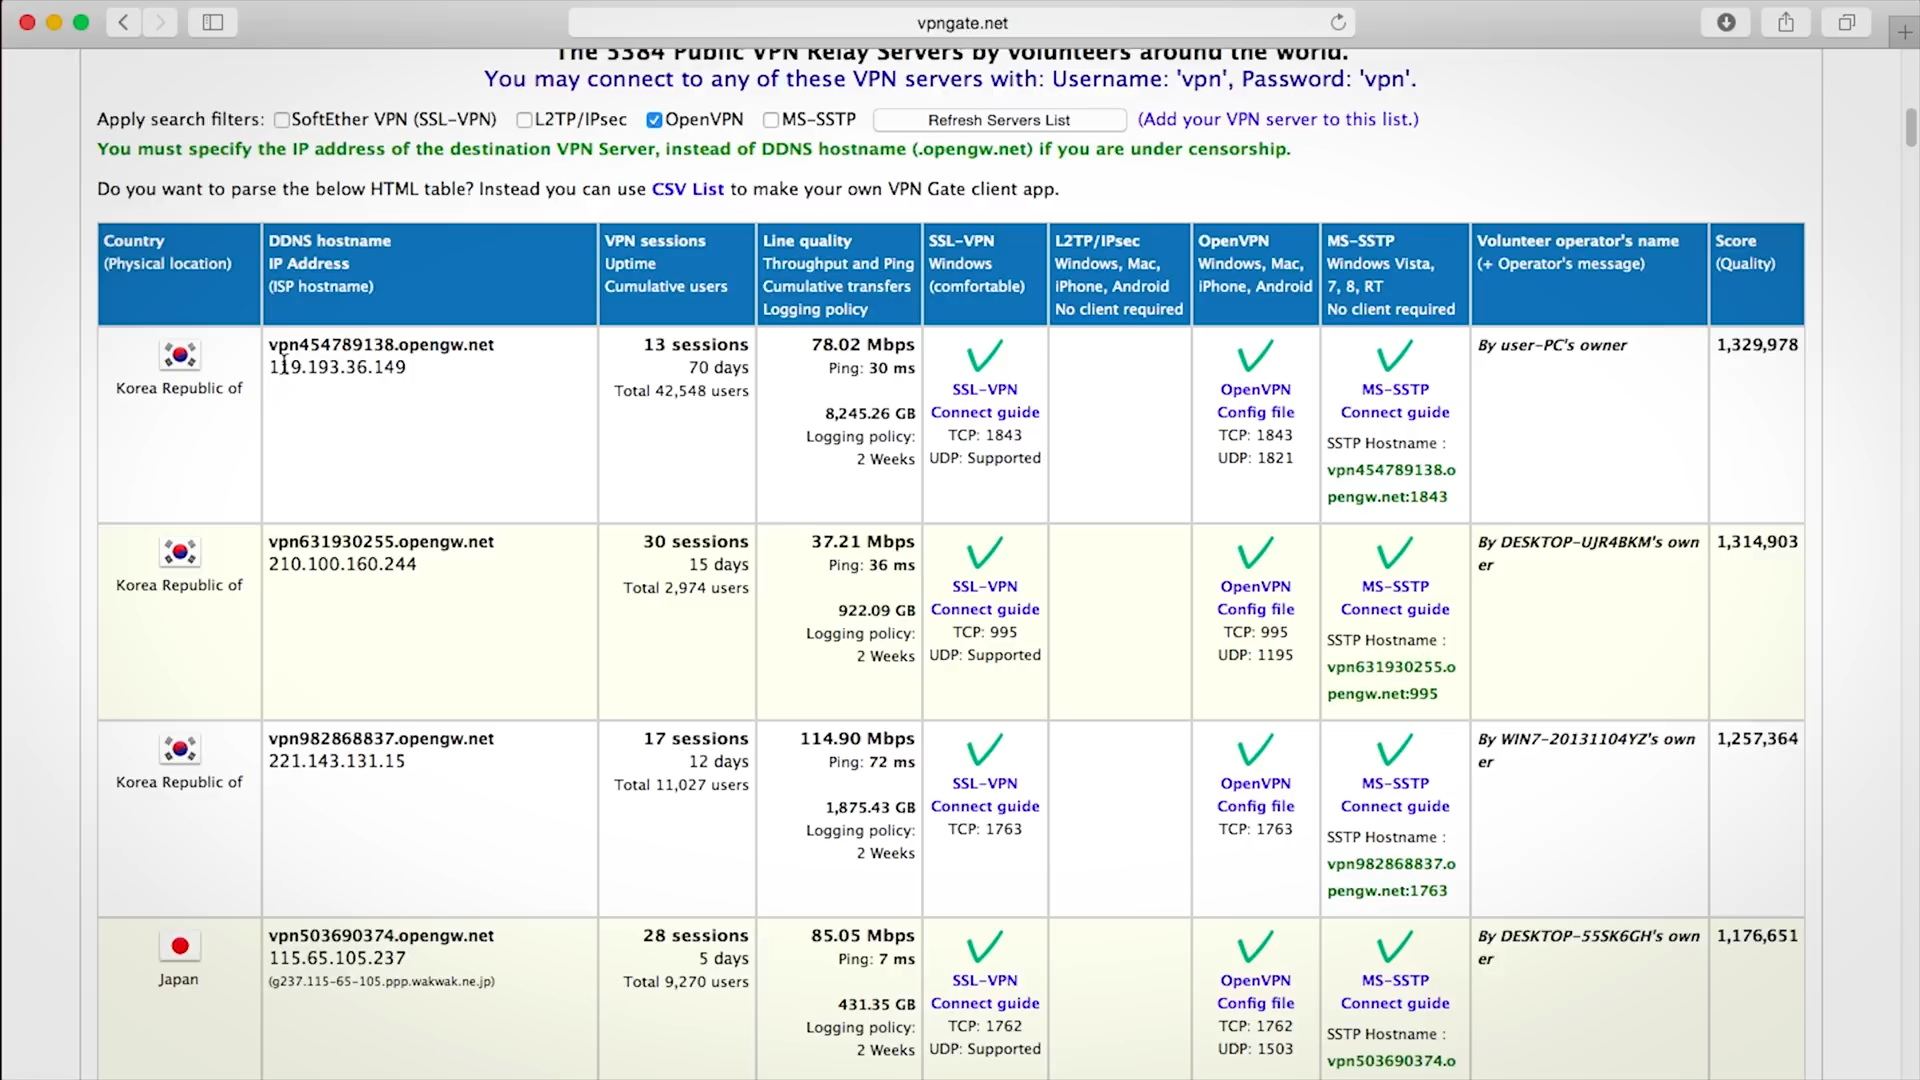 vpngate.net
The 5384 Public VPN Relay Servers by volunteers around the world.
You may connect to any of these VPN servers with: Username: 'vpn', Password: 'vpn'.
Apply search filters: SoftEther VPN (SSL-VPN) L2TP/IPsec OpenVPN MS-SSTP Refresh Servers List (Add your VPN server to this list.)
You must specify the IP address of the destination VPN Server, instead of DDNS hostname (.opengw.net) if you are under censorship.
Do you want to parse the below HTML table? Instead you can use CSV List to make your own VPN Gate client app.
Country
(Physical location)
DDNS hostname
IP Address
(ISP hostname)
VPN sessions
Uptime
Cumulative users
Line quality
Throughput and Ping
Cumulative transfers
Logging policy
SSL-VPN
Windows
(comfortable)
L2TP/IPsec
Windows, Mac,
iPhone, Android
No client required
OpenVPN
Windows, Mac,
iPhone, Android
MS-SSTP
Windows Vista,
7, 8, RT
No client required
Volunteer operator's name
(+ Operator's message)
Score
(Quality)
Korea Republic of
vpn454789138.opengw.net
119.193.36.149
13 sessions
70 days
Total 42,548 users
78.02 Mbps
Ping: 30 ms
8,245.26 GB
Logging policy:
2 Weeks
SSL-VPN
Connect guide
TCP: 1843
UDP: Supported
OpenVPN
Config file
TCP: 1843
UDP: 1821
MS-SSTP
Connect guide
SSTP Hostname :
vpn454789138.o
pengw.net:1843
By user-PC's owner
1,329,978
Korea Republic of
vpn631930255.opengw.net
210.100.160.244
30 sessions
15 days
Total 2,974 users
37.21 Mbps
Ping: 36 ms
922.09 GB
Logging policy:
2 Weeks
SSL-VPN
Connect guide
TCP: 995
UDP: Supported
OpenVPN
Config file
TCP: 995
UDP: 1195
MS-SSTP
Connect guide
SSTP Hostname :
vpn631930255.o
pengw.net:995
By DESKTOP-UJR4BKM's own
er
1,314,903
Korea Republic of
vpn982868837.opengw.net
221.143.131.15
17 sessions
12 days
Total 11,027 users
114.90 Mbps
Ping: 72 ms
1,875.43 GB
Logging policy:
2 Weeks
SSL-VPN
Connect guide
TCP: 1763
OpenVPN
Config file
TCP: 1763
MS-SSTP
Connect guide
SSTP Hostname :
vpn982868837.o
pengw.net:1763
By WIN7-20131104YZ's own
er
1,257,364
Japan
vpn503690374.opengw.net
115.65.105.237
(g237.115-65-105.ppp.wakwak.ne.jp)
28 sessions
5 days
Total 9,270 users
85.05 Mbps
Ping: 7 ms
431.35 GB
Logging policy:
2 Weeks
SSL-VPN
Connect guide
TCP: 1762
UDP: Supported
OpenVPN
Config file
TCP: 1762
UDP: 1503
MS-SSTP
Connect guide
SSTP Hostname :
vpn503690374.o
By DESKTOP-55SK6GH's own
er
1,176,651